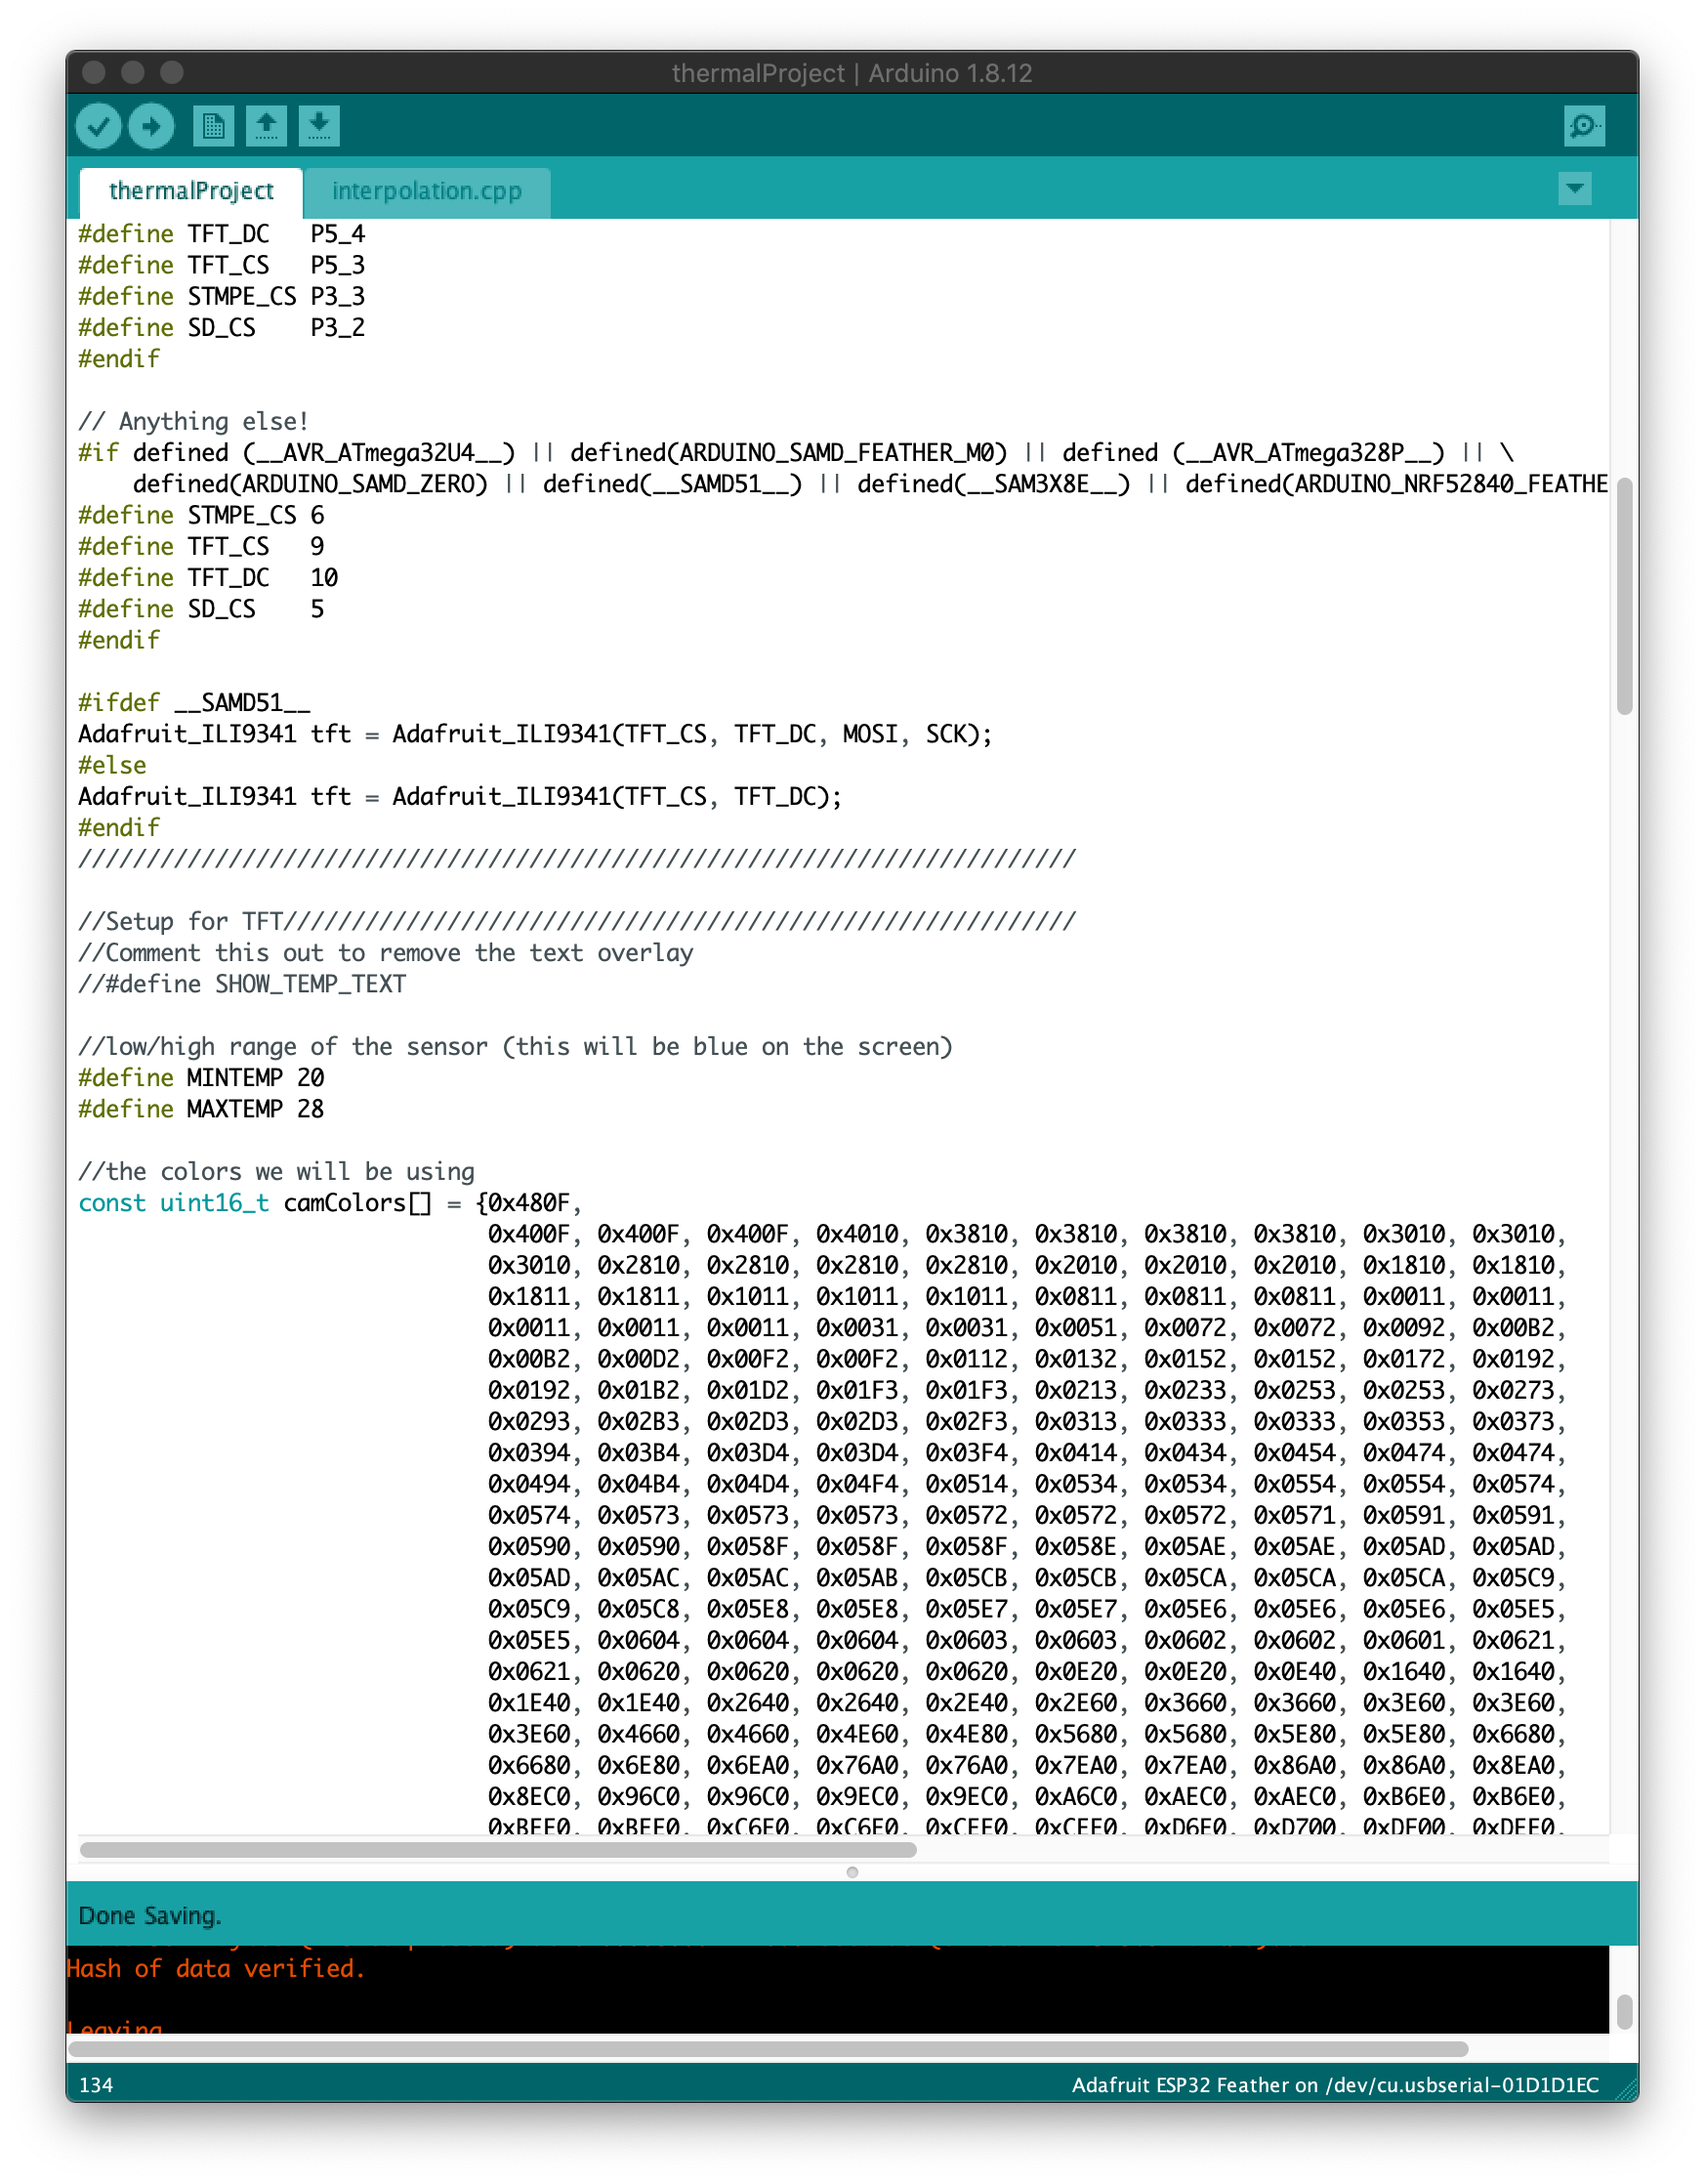 thermalProject | Arduino 1.8.12
thermalProject interpolation.cpp
#define TFT_DC   P5_4
#define TFT_CS   P5_3
#define STMPE_CS P3_3
#define SD_CS    P3_2
#endif
// Anything else!
#if defined (__AVR_ATmega32U4__) || defined(ARDUINO_SAMD_FEATHER_M0) || defined (__AVR_ATmega328P__) || \
    defined(ARDUINO_SAMD_ZERO) || defined(__SAMD51__) || defined(__SAM3X8E__) || defined(ARDUINO_NRF52840_FEATHE
#define STMPE_CS 6
#define TFT_CS   9
#define TFT_DC   10
#define SD_CS    5
#endif
#ifdef __SAMD51__
Adafruit_ILI9341 tft = Adafruit_ILI9341(TFT_CS, TFT_DC, MOSI, SCK);
#else
Adafruit_ILI9341 tft = Adafruit_ILI9341(TFT_CS, TFT_DC);
#endif
/////////////////////////////////////////////////////////////////////////
//Setup for TFT//////////////////////////////////////////////////////////
//Comment this out to remove the text overlay
//#define SHOW_TEMP_TEXT
//low/high range of the sensor (this will be blue on the screen)
#define MINTEMP 20
#define MAXTEMP 28
//the colors we will be using
const uint16_t camColors[] = {0x480F,
0x400F, 0x400F, 0x400F, 0x4010, 0x3810, 0x3810, 0x3810, 0x3810, 0x3010, 0x3010,
0x3010, 0x2810, 0x2810, 0x2810, 0x2810, 0x2010, 0x2010, 0x2010, 0x1810, 0x1810,
0x1811, 0x1811, 0x1011, 0x1011, 0x1011, 0x0811, 0x0811, 0x0811, 0x0011, 0x0011,
0x0011, 0x0011, 0x0011, 0x0031, 0x0031, 0x0051, 0x0072, 0x0072, 0x0092, 0x00B2,
0x00B2, 0x00D2, 0x00F2, 0x00F2, 0x0112, 0x0132, 0x0152, 0x0152, 0x0172, 0x0192,
0x0192, 0x01B2, 0x01D2, 0x01F3, 0x01F3, 0x0213, 0x0233, 0x0253, 0x0253, 0x0273,
0x0293, 0x02B3, 0x02D3, 0x02D3, 0x02F3, 0x0313, 0x0333, 0x0333, 0x0353, 0x0373,
0x0394, 0x03B4, 0x03D4, 0x03D4, 0x03F4, 0x0414, 0x0434, 0x0454, 0x0474, 0x0474,
0x0494, 0x04B4, 0x04D4, 0x04F4, 0x0514, 0x0534, 0x0534, 0x0554, 0x0554, 0x0574,
0x0574, 0x0573, 0x0573, 0x0573, 0x0572, 0x0572, 0x0572, 0x0571, 0x0591, 0x0591,
0x0590, 0x0590, 0x058F, 0x058F, 0x058F, 0x058E, 0x05AE, 0x05AE, 0x05AD, 0x05AD,
0x05AD, 0x05AC, 0x05AC, 0x05AB, 0x05CB, 0x05CB, 0x05CA, 0x05CA, 0x05CA, 0x05C9,
0x05C9, 0x05C8, 0x05E8, 0x05E8, 0x05E7, 0x05E7, 0x05E6, 0x05E6, 0x05E6, 0x05E5,
0x05E5, 0x0604, 0x0604, 0x0604, 0x0603, 0x0603, 0x0602, 0x0602, 0x0601, 0x0621,
0x0621, 0x0620, 0x0620, 0x0620, 0x0620, 0x0E20, 0x0E20, 0x0E40, 0x1640, 0x1640,
0x1E40, 0x1E40, 0x2640, 0x2640, 0x2E40, 0x2E60, 0x3660, 0x3660, 0x3E60, 0x3E60,
0x3E60, 0x4660, 0x4660, 0x4E60, 0x4E80, 0x5680, 0x5680, 0x5E80, 0x5E80, 0x6680,
0x6680, 0x6E80, 0x6EA0, 0x76A0, 0x76A0, 0x7EA0, 0x7EA0, 0x86A0, 0x86A0, 0x8EA0,
0x8EC0, 0x96C0, 0x96C0, 0x9EC0, 0x9EC0, 0xA6C0, 0xAEC0, 0xAEC0, 0xB6E0, 0xB6E0,
0xBEE0, 0xBEE0, 0xC6E0, 0xC6E0, 0xCEE0, 0xCEE0, 0xD6E0, 0xD700, 0xDF00, 0xDEE0,
Done Saving.
Hash of data verified.
Leaving
134 Adafruit ESP32 Feather on /dev/cu.usbserial-01D1D1EC